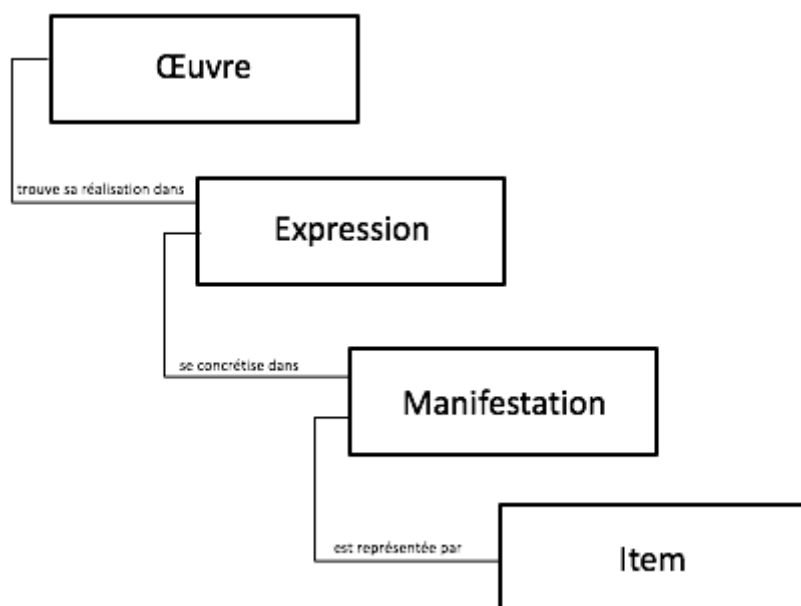 Œuvre
trouve sa réalisation dans
Expression
se concrétise dans
Manifestation
est représentée par
Item